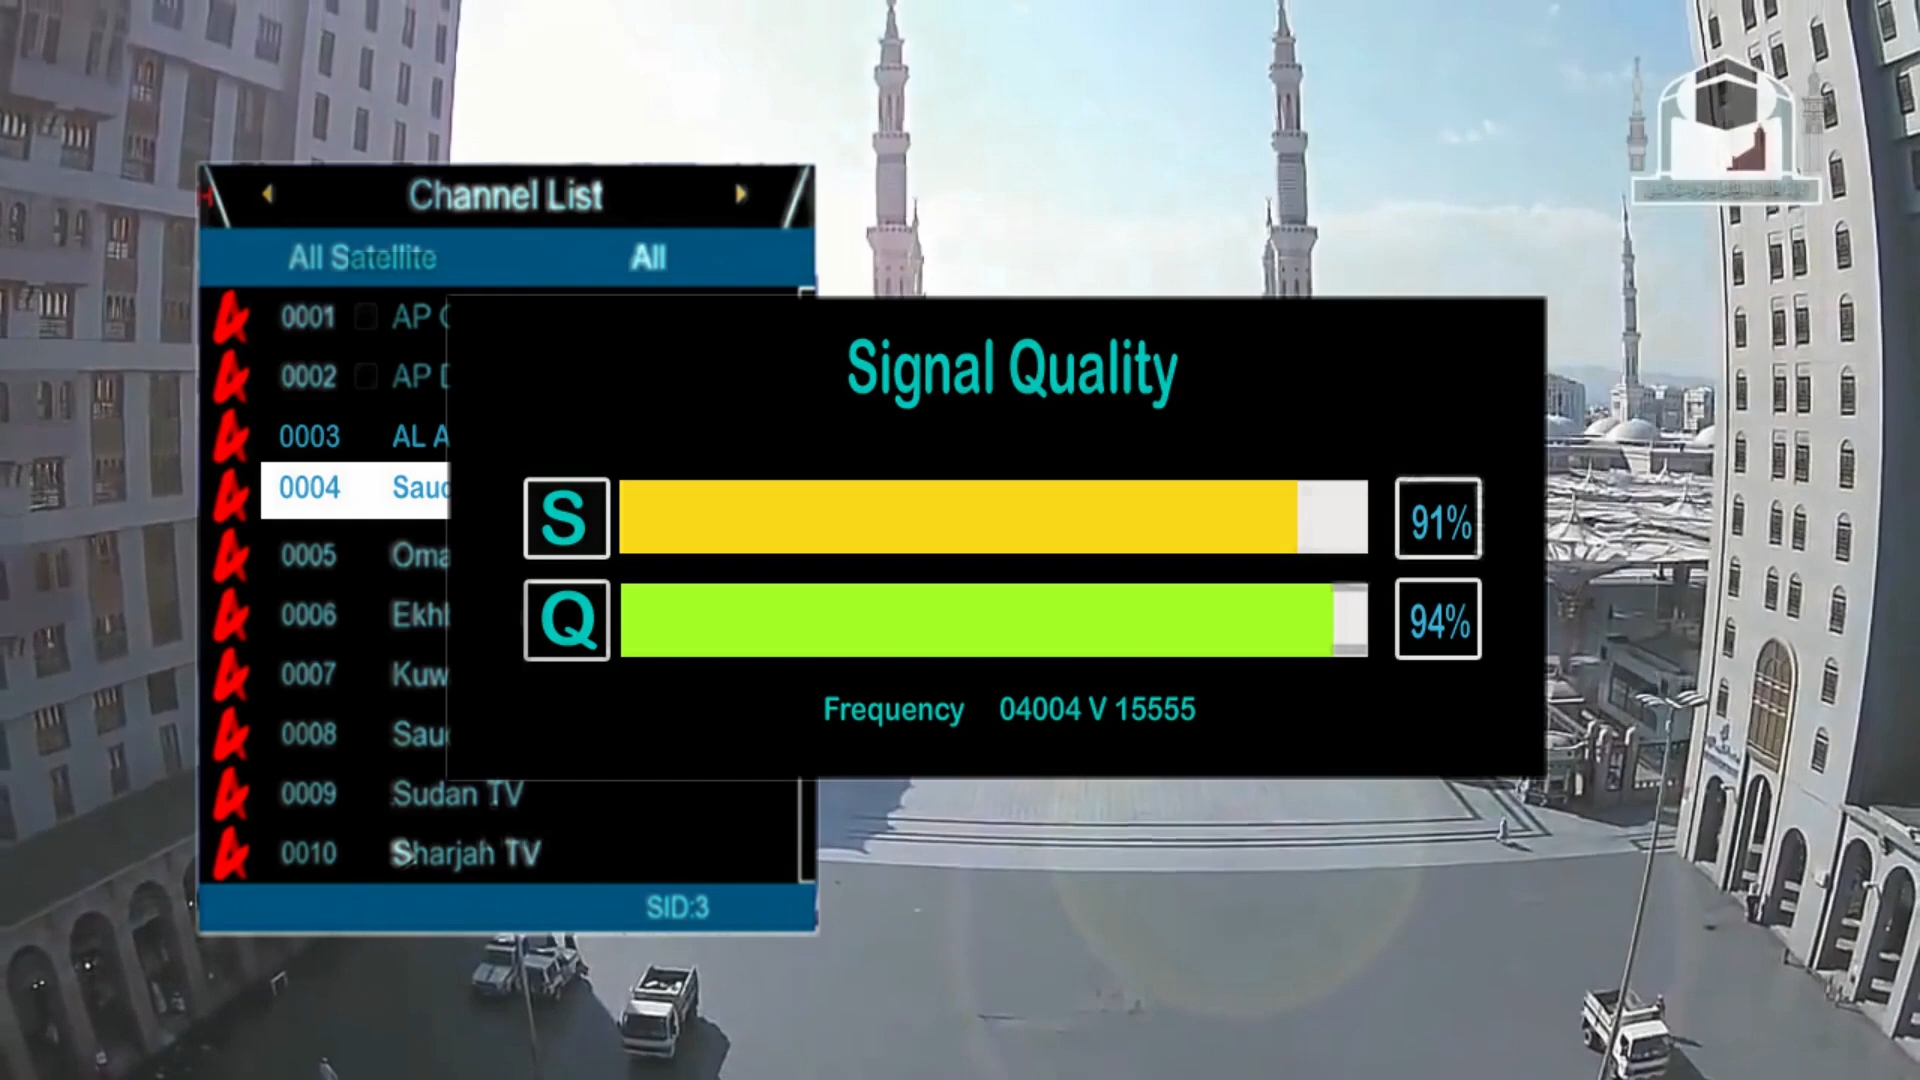 Channel List
All Satellite All
0001 AP
0002 AP
0003 AL A
0004 Saud
0005 Oma
0006 Ekh
0007 Kuw
0008 Sau
0009 Sudan TV
0010 Sharjah TV
SID:3
Signal Quality
S 91%
Q 94%
Frequency 04004 V 15555